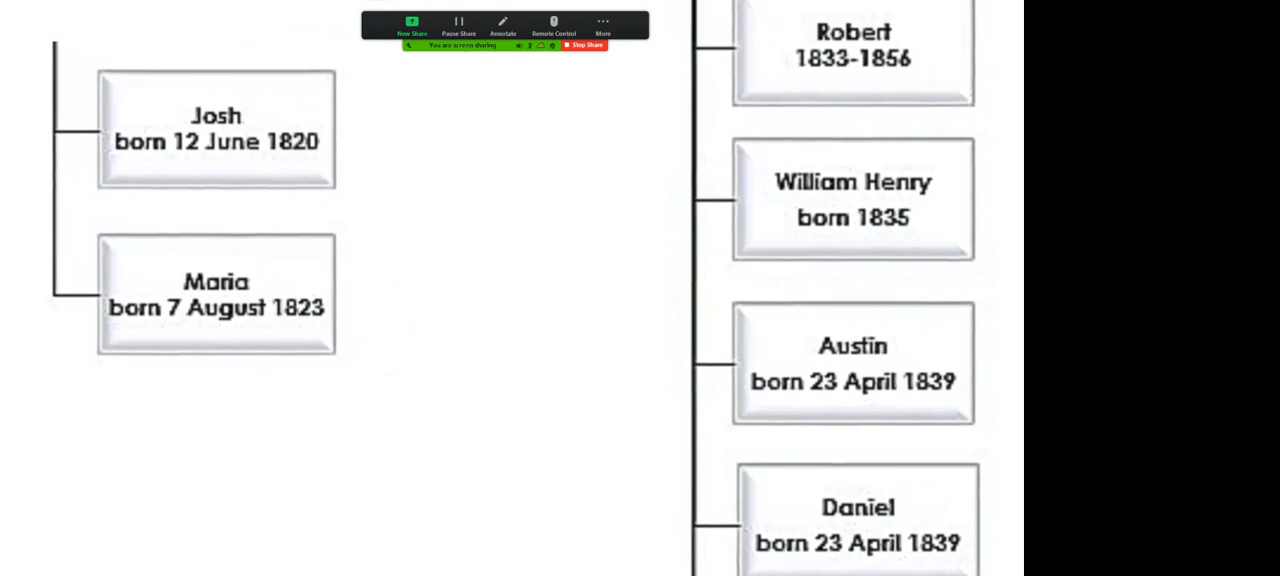 New Share Pause Share Annotate Remote Control More
You are screen sharing Stop Share
Josh
born 12 June 1820
Maria
born 7 August 1823
Robert
1833-1856
William Henry
born 1835
Austin
born 23 April 1839
Daniel
born 23 April 1839